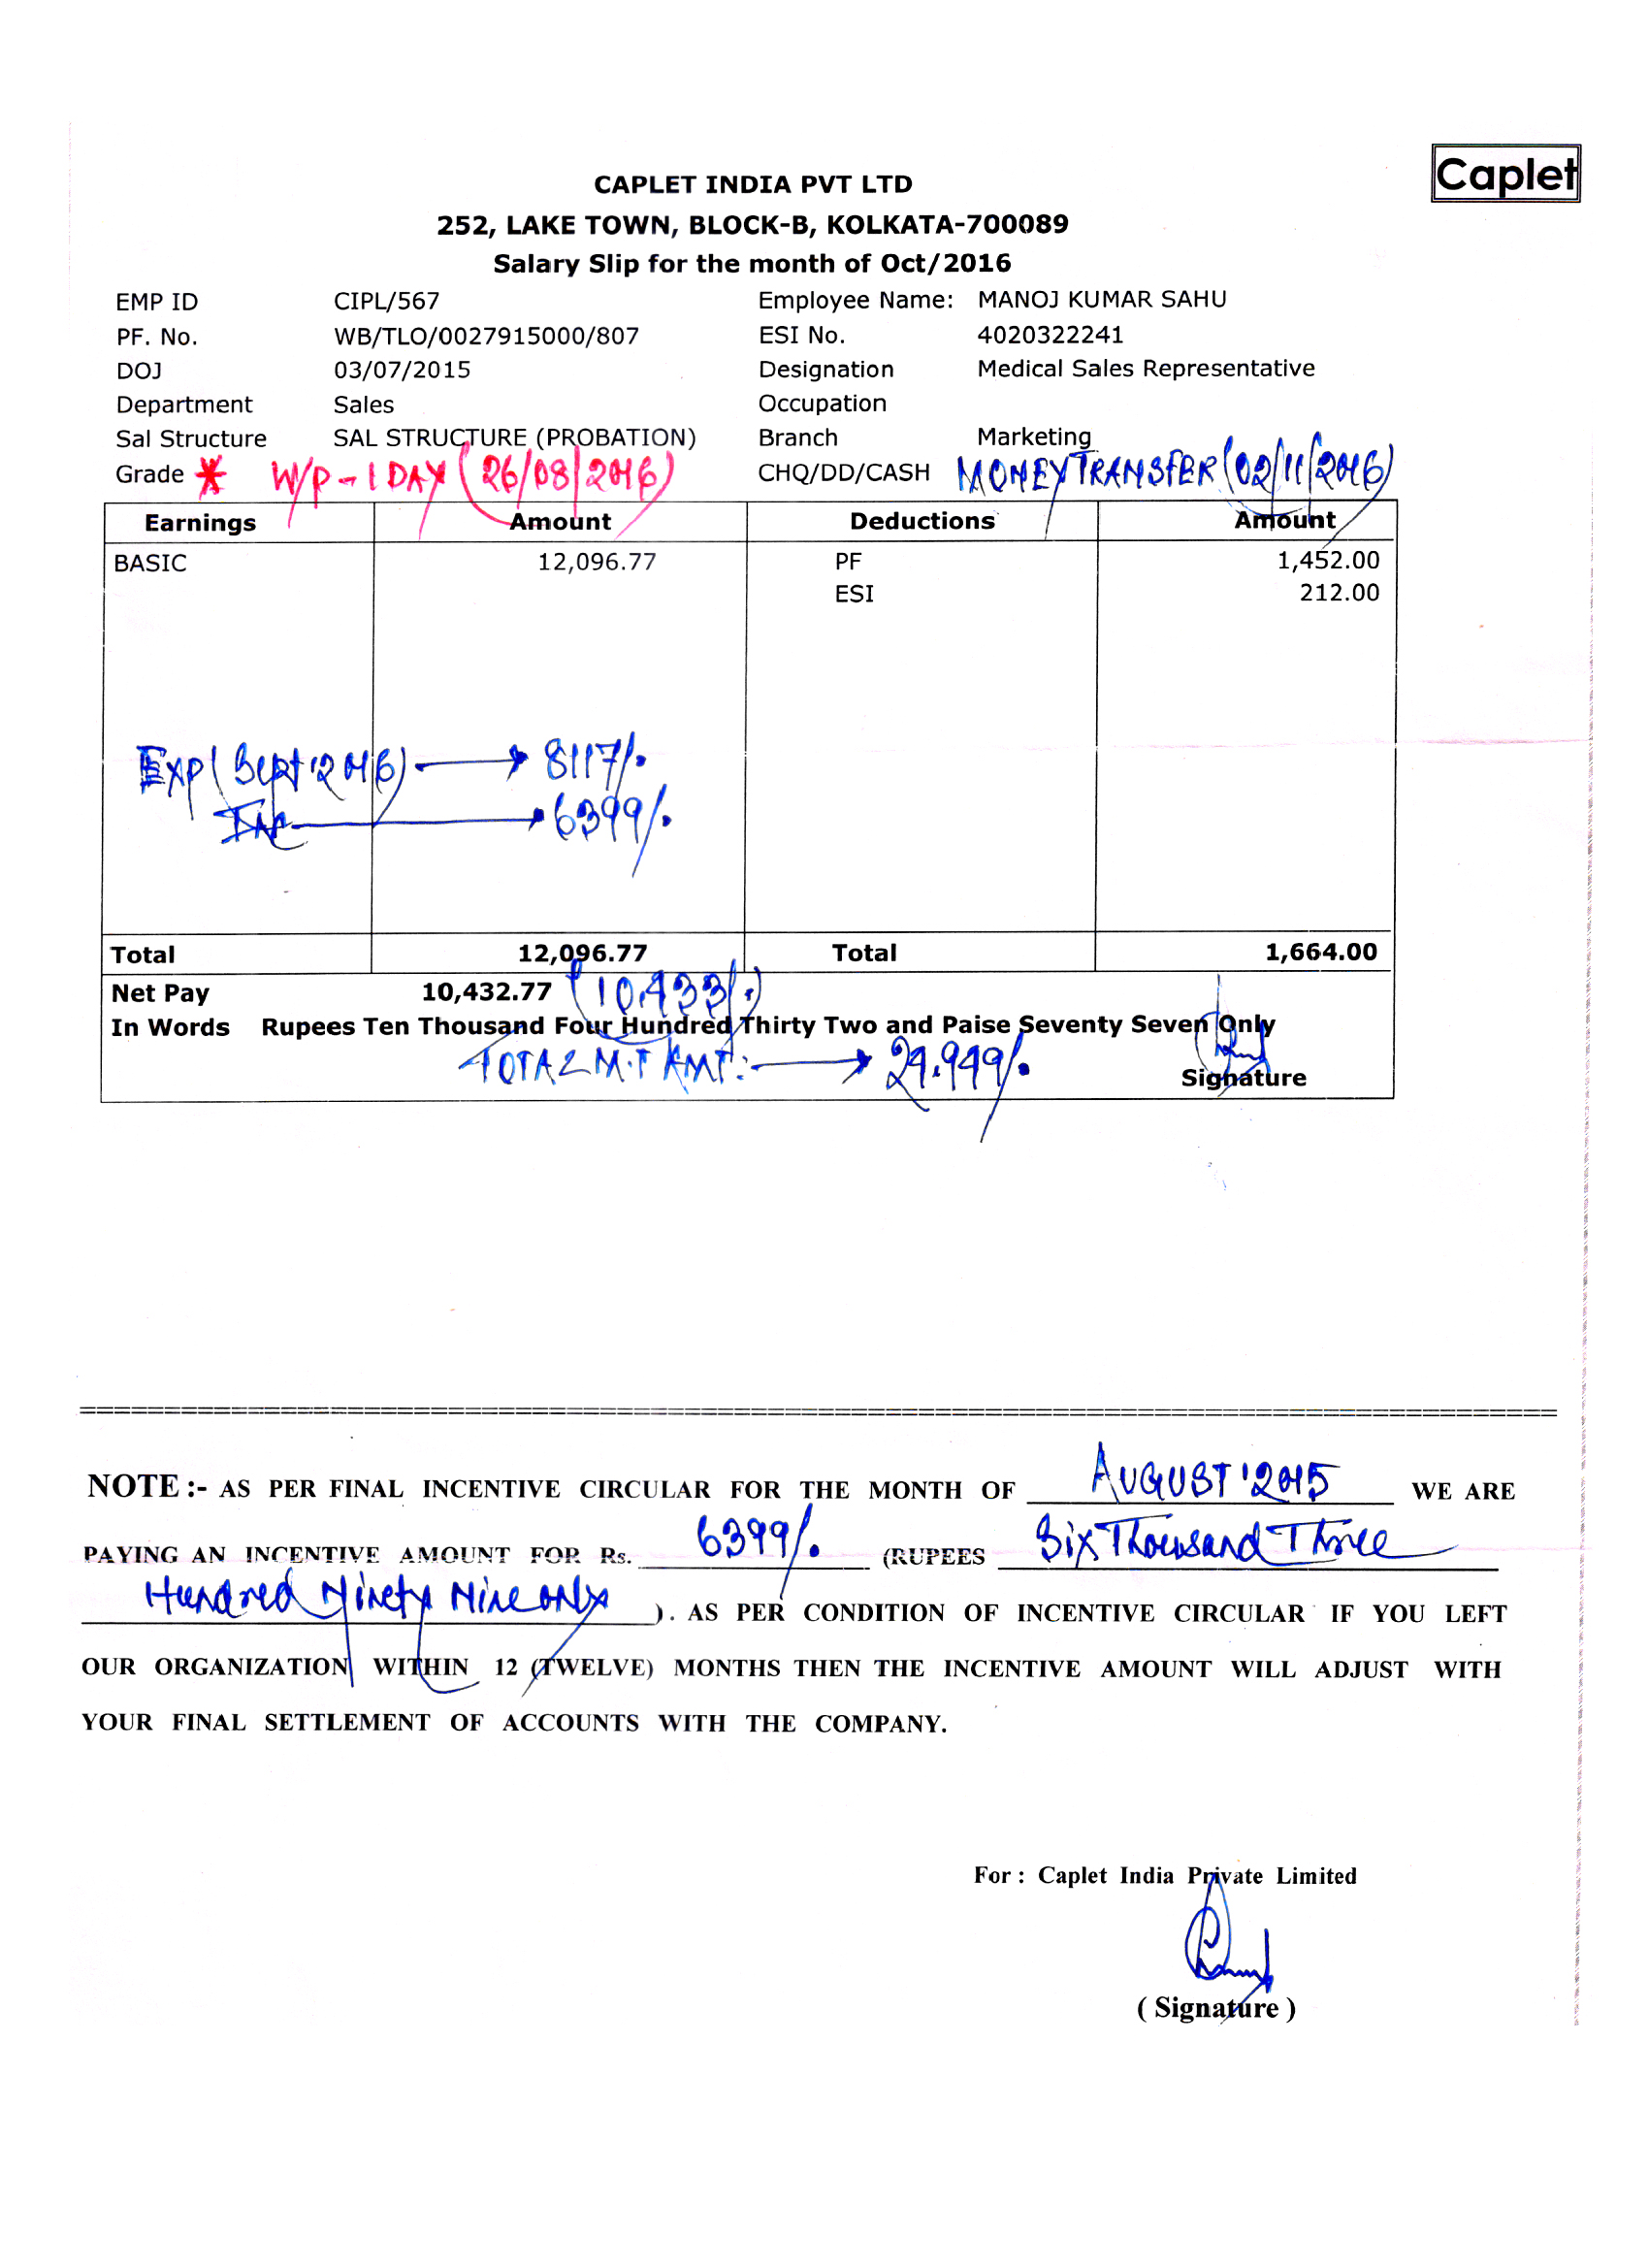 Caplet
CAPLET INDIA PVT LTD
252, LAKE TOWN, BLOCK-B, KOLKATA-700089
Salary Slip for the month of Oct/2016
EMP ID CIPL/567 Employee Name: MANOJ KUMAR SAHU
PF. No. WB/TLO/0027915000/807 ESI No. 4020322241
DOJ 03/07/2015 Designation Medical Sales Representative
Department Sales Occupation
Sal Structure SAL STRUCTURE (PROBATION) Branch Marketing
Grade * W/P - 1 DAY (26/08/2016) CHQ/DD/CASH MONEY TRANSFER (02/11/2016)
Earnings Amount Deductions Amount
BASIC 12,096.77 PF 1,452.00
ESI 212.00
Exp (Sept'2016) → 8117/.
→ 6399/.
Total 12,096.77 Total 1,664.00
Net Pay 10,432.77 (10,433/.)
In Words Rupees Ten Thousand Four Hundred Thirty Two and Paise Seventy Seven Only
TOTAL M.T AMT: → 24,949/.
Signature
NOTE :- AS PER FINAL INCENTIVE CIRCULAR FOR THE MONTH OF AUGUST'2015 WE ARE
PAYING AN INCENTIVE AMOUNT FOR Rs. 6399/. (RUPEES Six Thousand Three
Hundred Ninety Nine only ). AS PER CONDITION OF INCENTIVE CIRCULAR IF YOU LEFT
OUR ORGANIZATION WITHIN 12 (TWELVE) MONTHS THEN THE INCENTIVE AMOUNT WILL ADJUST WITH
YOUR FINAL SETTLEMENT OF ACCOUNTS WITH THE COMPANY.
For : Caplet India Private Limited
( Signature )